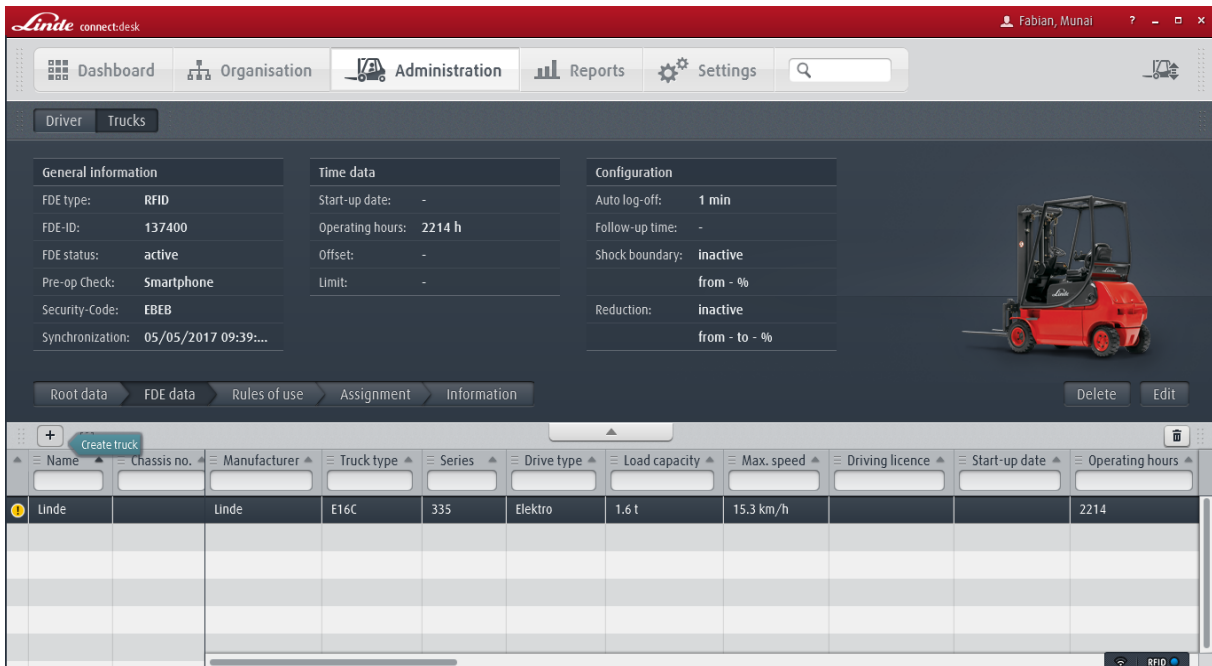 Linde connect:desk
Fabian, Munai ?
Dashboard Organisation Administration Reports Settings
Driver Trucks
General information
FDE type: RFID
FDE-ID: 137400
FDE status: active
Pre-op Check: Smartphone
Security-Code: EBEB
Synchronization: 05/05/2017 09:39:...
Time data
Start-up date: -
Operating hours: 2214 h
Offset: -
Limit: -
Configuration
Auto log-off: 1 min
Follow-up time: -
Shock boundary: inactive
from - %
Reduction: inactive
from - to - %
Root data FDE data Rules of use Assignment Information Delete Edit
+ Create truck
Name Chassis no. Manufacturer Truck type Series Drive type Load capacity Max. speed Driving licence Start-up date Operating hours
Linde Linde E16C 335 Elektro 1.6 t 15.3 km/h 2214
RFID